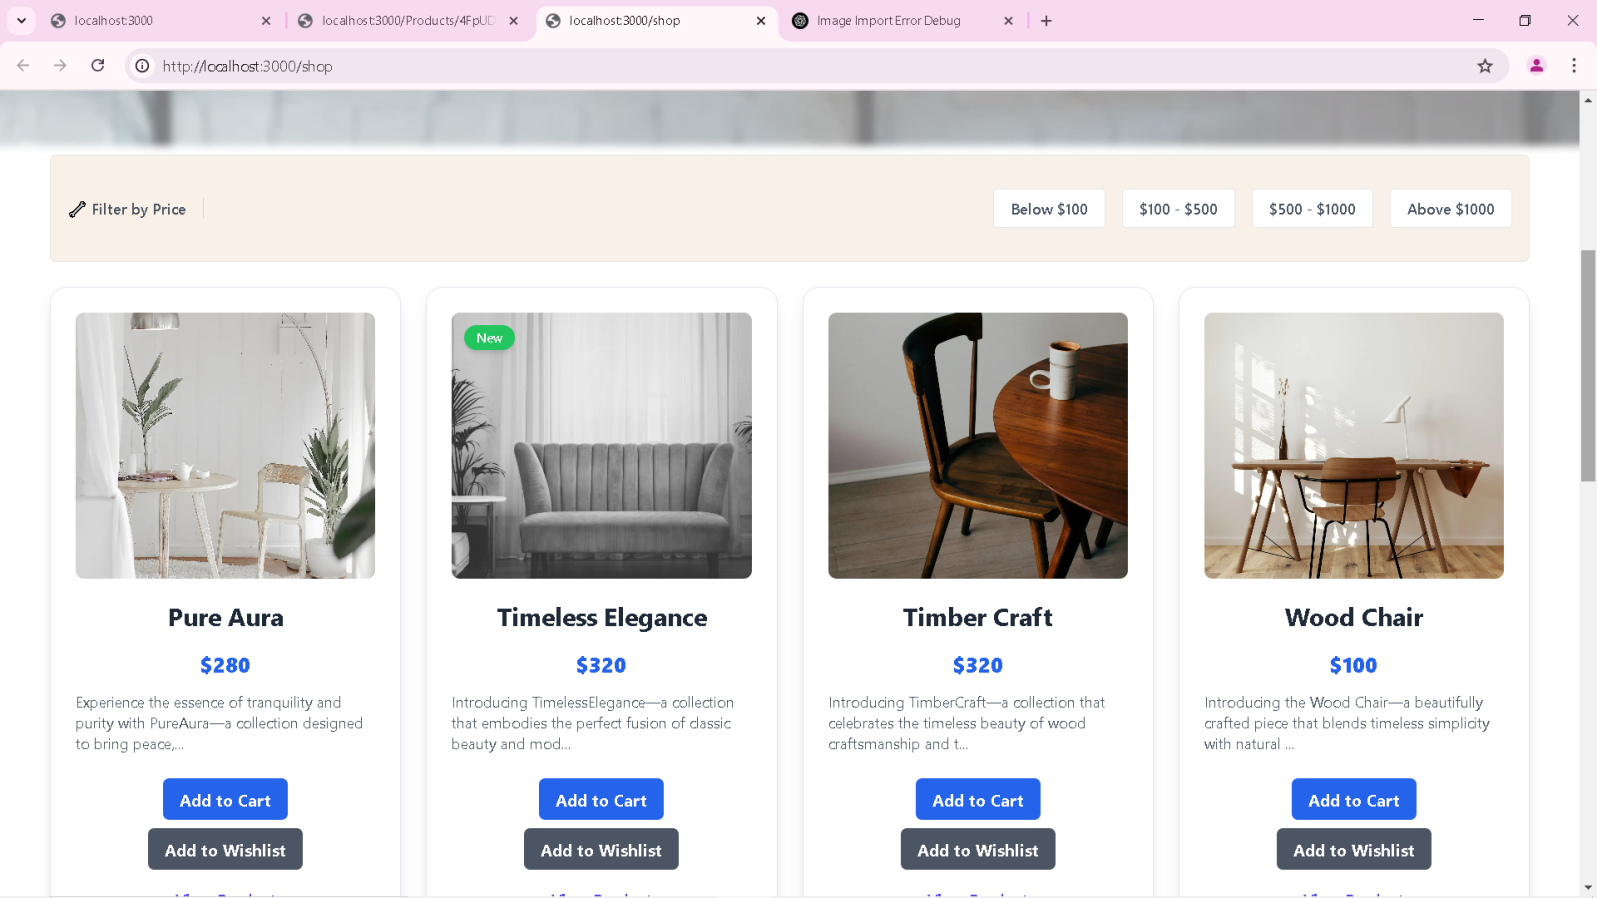 localhost:3000
localhost:3000/Products/4FpUD
localhost:3000/shop
Image Import Error Debug
http://localhost:3000/shop
Filter by Price
Below $100
$100 - $500
$500 - $1000
Above $1000
New
Pure Aura
Timeless Elegance
Timber Craft
Wood Chair
$280
$320
$320
$100
Experience the essence of tranquility and
purity with PureAura—a collection designed
to bring peace,...
Introducing TimelessElegance—a collection
that embodies the perfect fusion of classic
beauty and mod...
Introducing TimberCraft—a collection that
celebrates the timeless beauty of wood
craftsmanship and t...
Introducing the Wood Chair—a beautifully
crafted piece that blends timeless simplicity
with natural ...
Add to Cart
Add to Cart
Add to Cart
Add to Cart
Add to Wishlist
Add to Wishlist
Add to Wishlist
Add to Wishlist